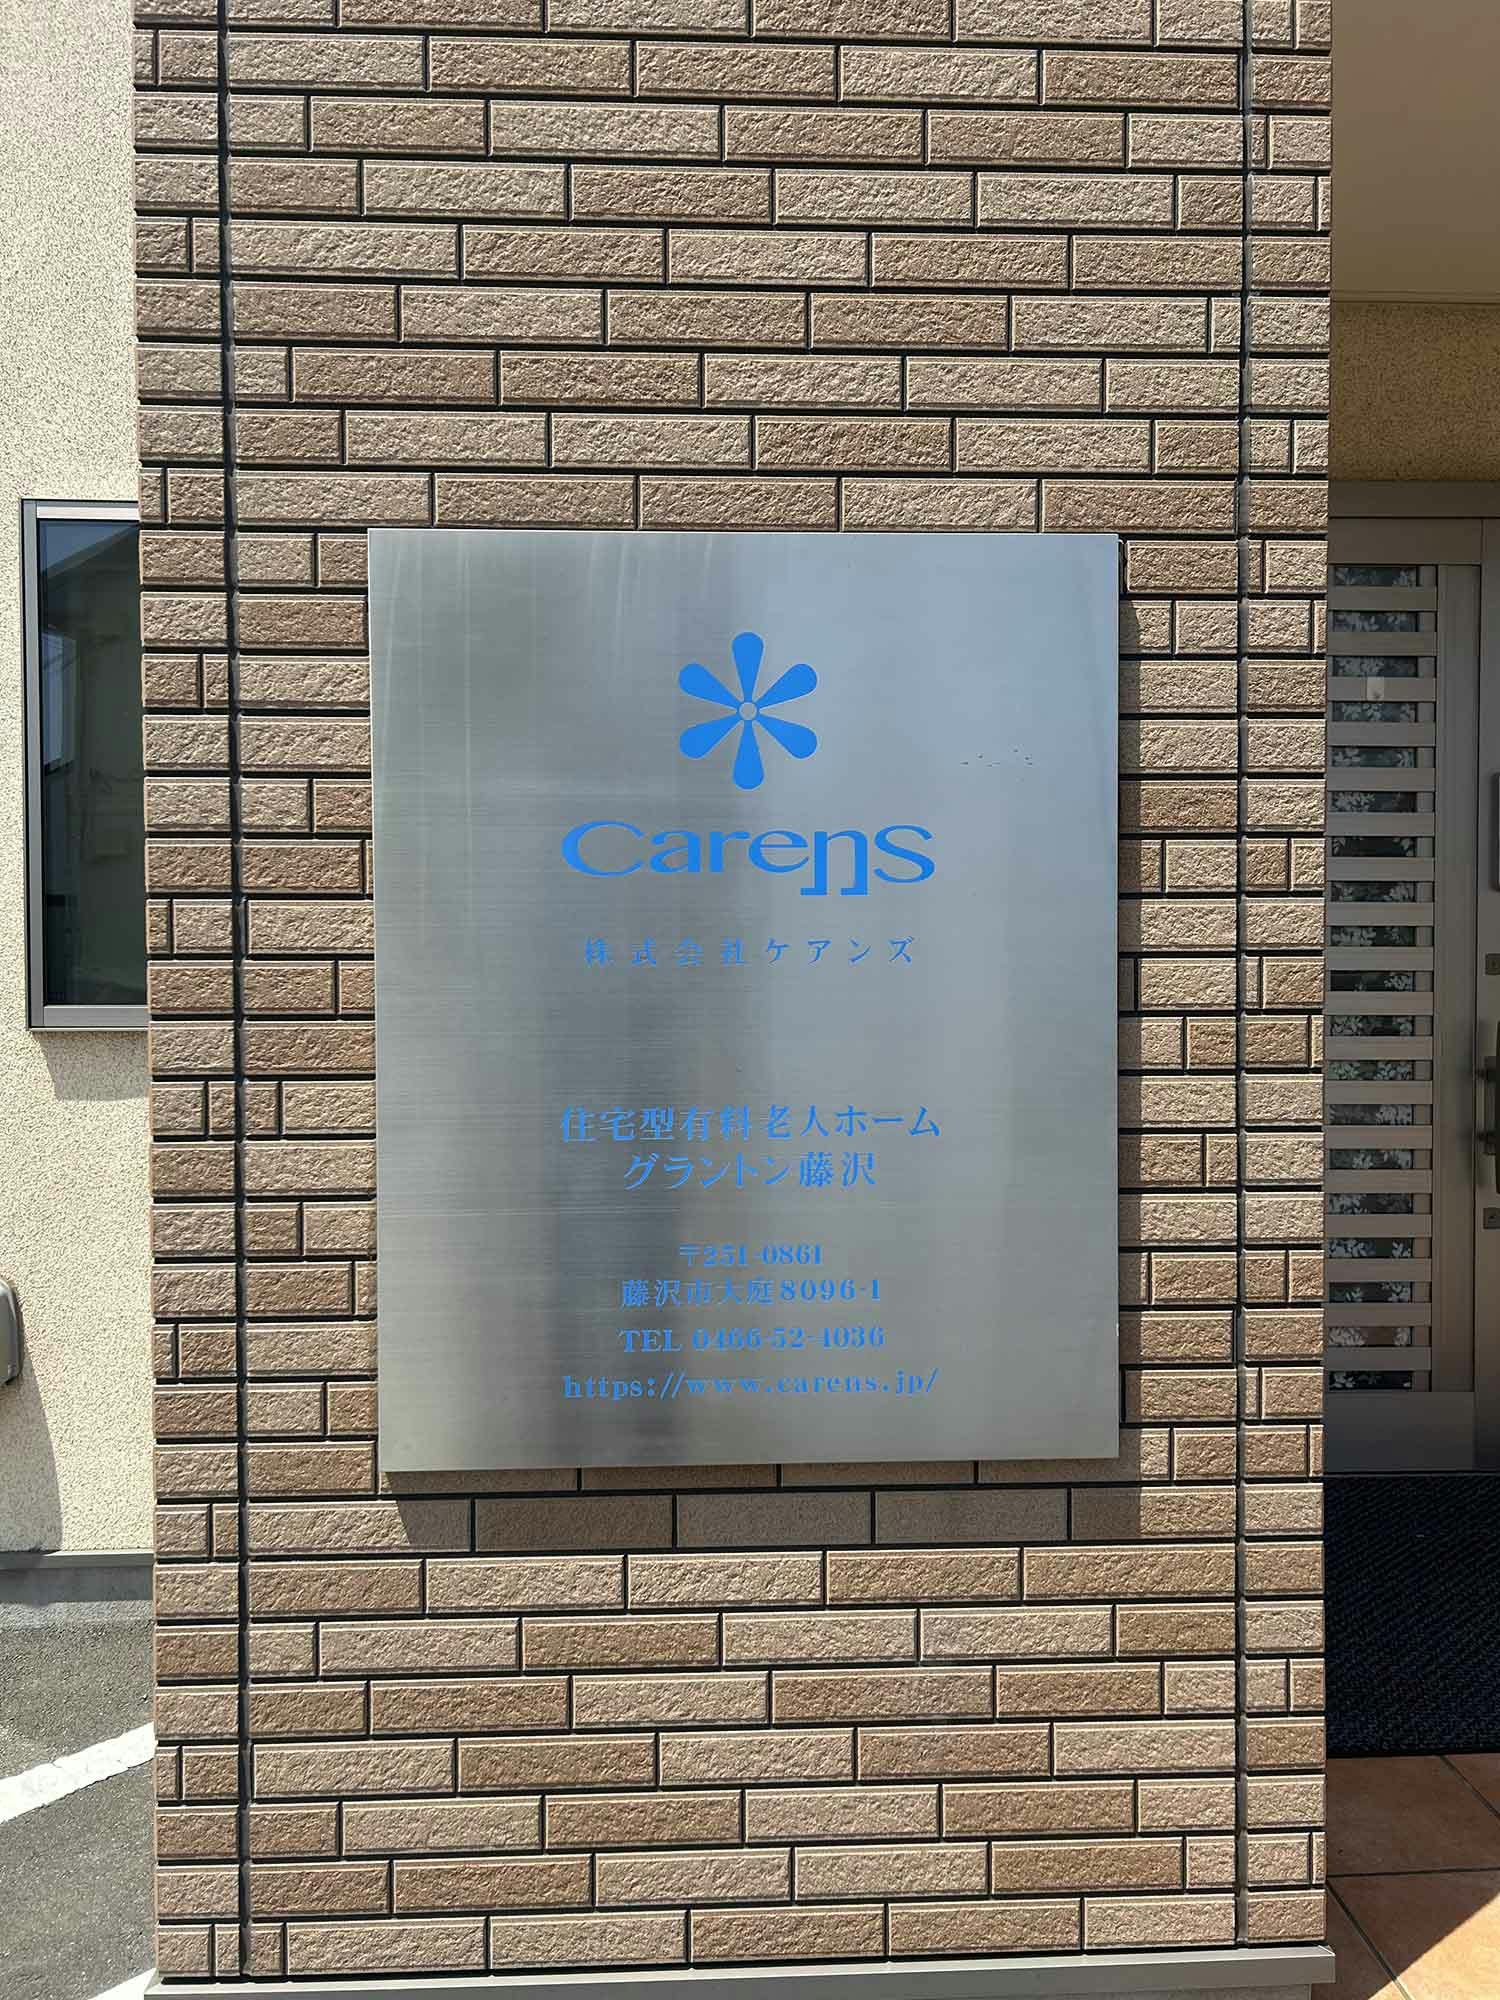 Carens
株式会社ケアンズ
住宅型有料老人ホーム
グラントン藤沢
〒251-0861
藤沢市大庭8096-1
TEL 0466-52-4036
https://www.carens.jp/